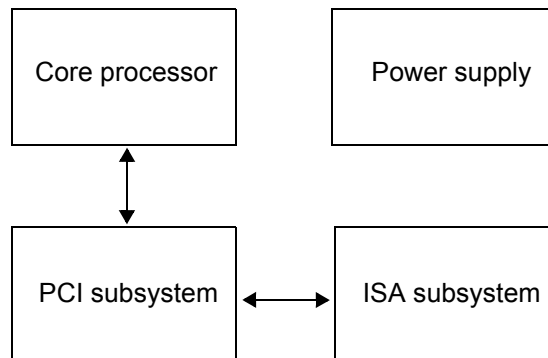 Core processor
Power supply
PCI subsystem
ISA subsystem